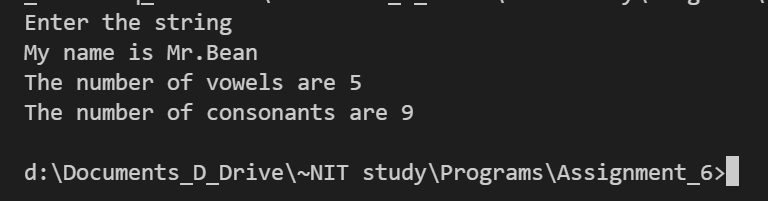 Enter the string
My name is Mr.Bean
The number of vowels are 5
The number of consonants are 9
d:\Documents_D_Drive\~NIT study\Programs\Assignment_6>